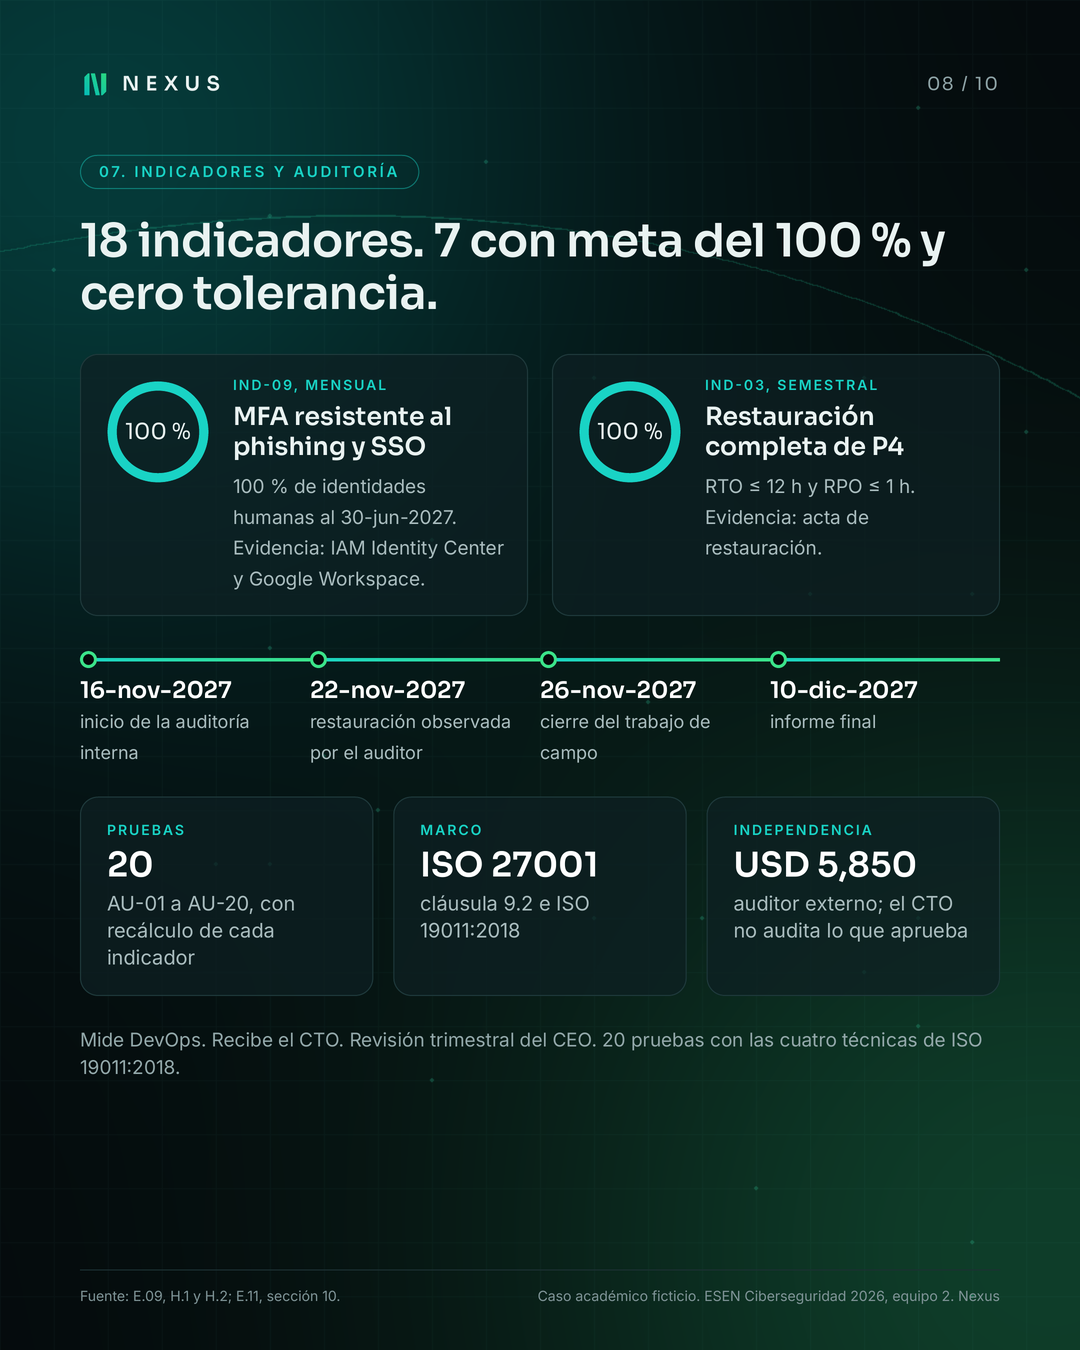 NEXUS
08 / 10
07. INDICADORES Y AUDITORÍA
18 indicadores. 7 con meta del 100 % y
cero tolerancia.
100 %
IND-09, MENSUAL
MFA resistente al
phishing y SSO
100 % de identidades
humanas al 30-jun-2027.
Evidencia: IAM Identity Center
y Google Workspace.
100 %
IND-03, SEMESTRAL
Restauración
completa de P4
RTO ≤ 12 h y RPO ≤ 1 h.
Evidencia: acta de
restauración.
16-nov-2027
inicio de la auditoría
interna
22-nov-2027
restauración observada
por el auditor
26-nov-2027
cierre del trabajo de
campo
10-dic-2027
informe final
PRUEBAS
20
AU-01 a AU-20, con
recálculo de cada
indicador
MARCO
ISO 27001
cláusula 9.2 e ISO
19011:2018
INDEPENDENCIA
USD 5,850
auditor externo; el CTO
no audita lo que aprueba
Mide DevOps. Recibe el CTO. Revisión trimestral del CEO. 20 pruebas con las cuatro técnicas de ISO
19011:2018.
Fuente: E.09, H.1 y H.2; E.11, sección 10.
Caso académico ficticio. ESEN Ciberseguridad 2026, equipo 2. Nexus